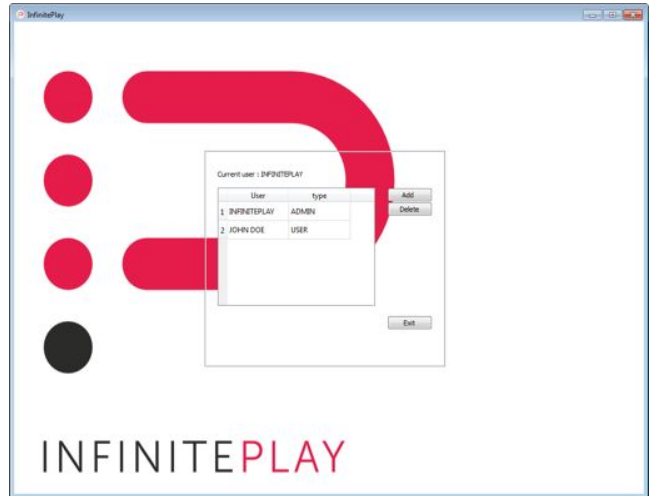 InfinitePlay
Current user : INFINITEPLAY
User type
1 INFINITEPLAY ADMIN
2 JOHN DOE USER
Add
Delete
Exit
INFINITEPLAY